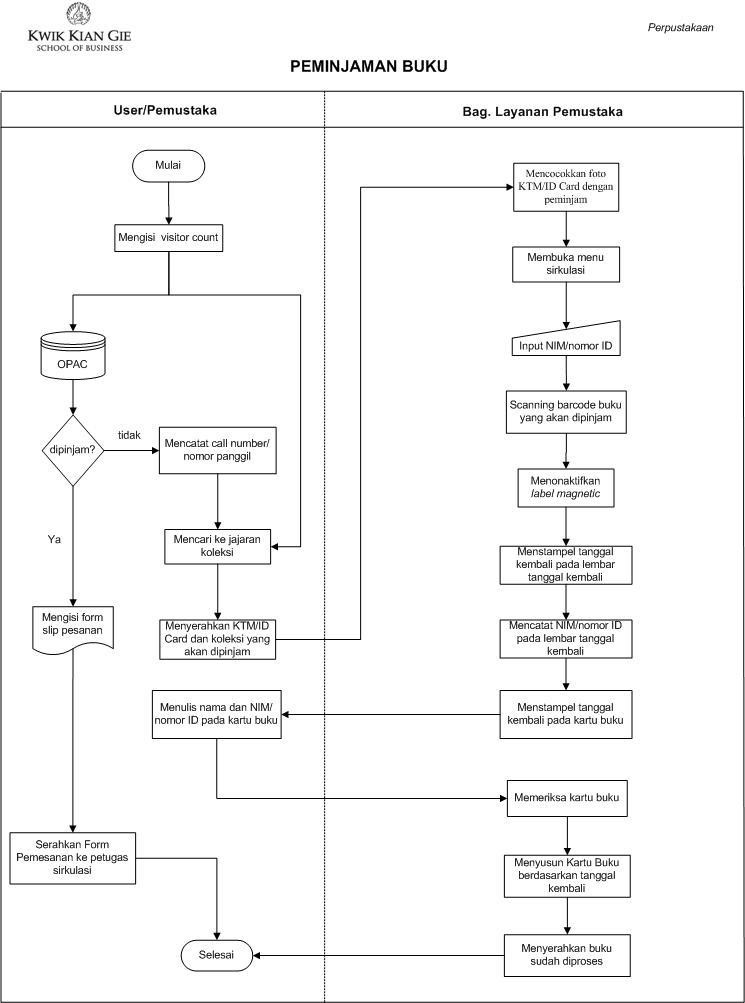 KWIK KIAN GIE
SCHOOL OF BUSINESS
Perpustakaan
PEMINJAMAN BUKU
User/Pemustaka
Bag. Layanan Pemustaka
Mulai
Mengisi visitor count
OPAC
dipinjam?
tidak
Mencatat call number/
nomor panggil
Mencari ke jajaran
koleksi
Ya
Mengisi form
slip pesanan
Menyerahkan KTM/ID
Card dan koleksi yang
akan dipinjam
Mencocokkan foto
KTM/ID Card dengan
peminjam
Membuka menu
sirkulasi
Input NIM/nomor ID
Scanning barcode buku
yang akan dipinjam
Menonaktifkan
label magnetic
Menstampel tanggal
kembali pada lembar
tanggal kembali
Mencatat NIM/nomor ID
pada lembar tanggal
kembali
Menstampel tanggal
kembali pada kartu buku
Menulis nama dan NIM/
nomor ID pada kartu buku
Memeriksa kartu buku
Menyusun Kartu Buku
berdasarkan tanggal
kembali
Menyerahkan buku
sudah diproses
Serahkan Form
Pemesanan ke petugas
sirkulasi
Selesai